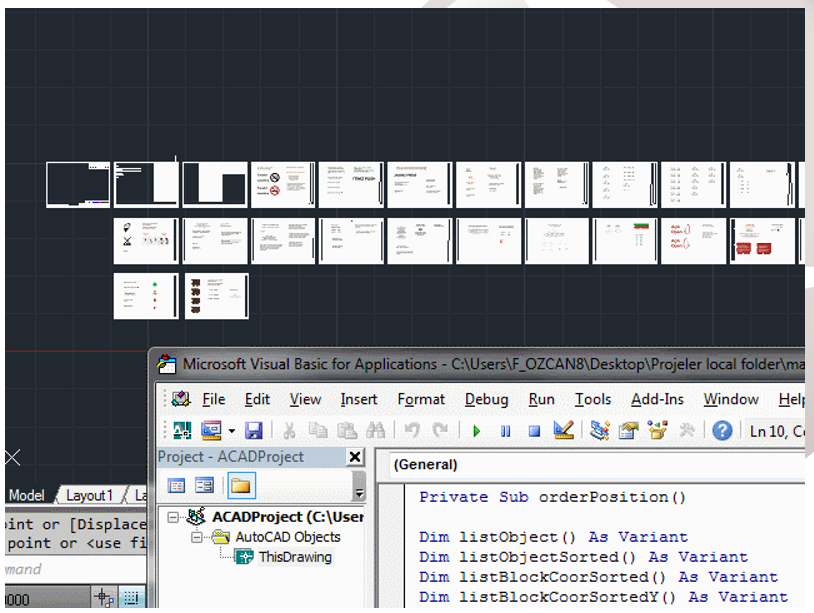 Microsoft Visual Basic for Applications - C:\Users\F_OZCAN8\Desktop\Projeler local folder\ma
File Edit View Insert Format Debug Run Tools Add-Ins Window Help
Ln 10, C
Project - ACADProject
(General)
ACADProject (C:\User
AutoCAD Objects
ThisDrawing
Private Sub orderPosition()
Dim listObject() As Variant
Dim listObjectSorted() As Variant
Dim listBlockCoorSorted() As Variant
Dim listBlockCoorSortedY() As Variant
Model Layout1 La
oint or [Displace
point or <use fi
mmand
0000